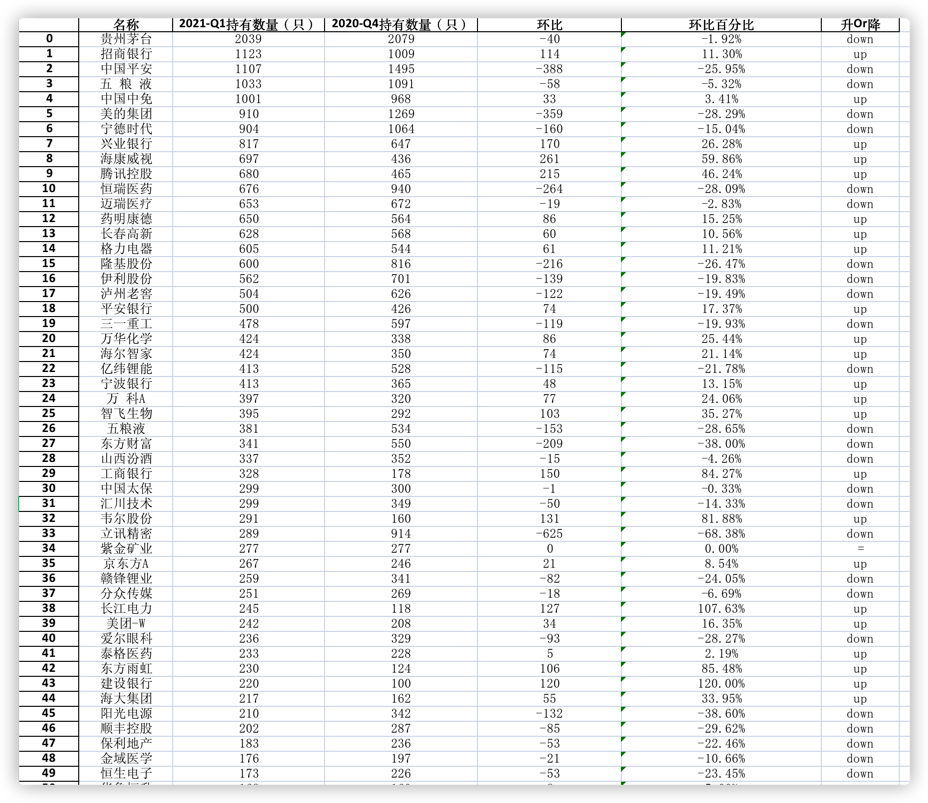 名称 2021-Q1持有数量（只） 2020-Q4持有数量（只） 环比 环比百分比 升Or降
0 贵州茅台 2039 2079 -40 -1.92% down
1 招商银行 1123 1009 114 11.30% up
2 中国平安 1107 1495 -388 -25.95% down
3 五 粮 液 1033 1091 -58 -5.32% down
4 中国中免 1001 968 33 3.41% up
5 美的集团 910 1269 -359 -28.29% down
6 宁德时代 904 1064 -160 -15.04% down
7 兴业银行 817 647 170 26.28% up
8 海康威视 697 436 261 59.86% up
9 腾讯控股 680 465 215 46.24% up
10 恒瑞医药 676 940 -264 -28.09% down
11 迈瑞医疗 653 672 -19 -2.83% down
12 药明康德 650 564 86 15.25% up
13 长春高新 628 568 60 10.56% up
14 格力电器 605 544 61 11.21% up
15 隆基股份 600 816 -216 -26.47% down
16 伊利股份 562 701 -139 -19.83% down
17 泸州老窖 504 626 -122 -19.49% down
18 平安银行 500 426 74 17.37% up
19 三一重工 478 597 -119 -19.93% down
20 万华化学 424 338 86 25.44% up
21 海尔智家 424 350 74 21.14% up
22 亿纬锂能 413 528 -115 -21.78% down
23 宁波银行 413 365 48 13.15% up
24 万 科A 397 320 77 24.06% up
25 智飞生物 395 292 103 35.27% up
26 五粮液 381 534 -153 -28.65% down
27 东方财富 341 550 -209 -38.00% down
28 山西汾酒 337 352 -15 -4.26% down
29 工商银行 328 178 150 84.27% up
30 中国太保 299 300 -1 -0.33% down
31 汇川技术 299 349 -50 -14.33% down
32 韦尔股份 291 160 131 81.88% up
33 立讯精密 289 914 -625 -68.38% down
34 紫金矿业 277 277 0 0.00% =
35 京东方A 267 246 21 8.54% up
36 赣锋锂业 259 341 -82 -24.05% down
37 分众传媒 251 269 -18 -6.69% down
38 长江电力 245 118 127 107.63% up
39 美团-W 242 208 34 16.35% up
40 爱尔眼科 236 329 -93 -28.27% down
41 泰格医药 233 228 5 2.19% up
42 东方雨虹 230 124 106 85.48% up
43 建设银行 220 100 120 120.00% up
44 海大集团 217 162 55 33.95% up
45 阳光电源 210 342 -132 -38.60% down
46 顺丰控股 202 287 -85 -29.62% down
47 保利地产 183 236 -53 -22.46% down
48 金域医学 176 197 -21 -10.66% down
49 恒生电子 173 226 -53 -23.45% down